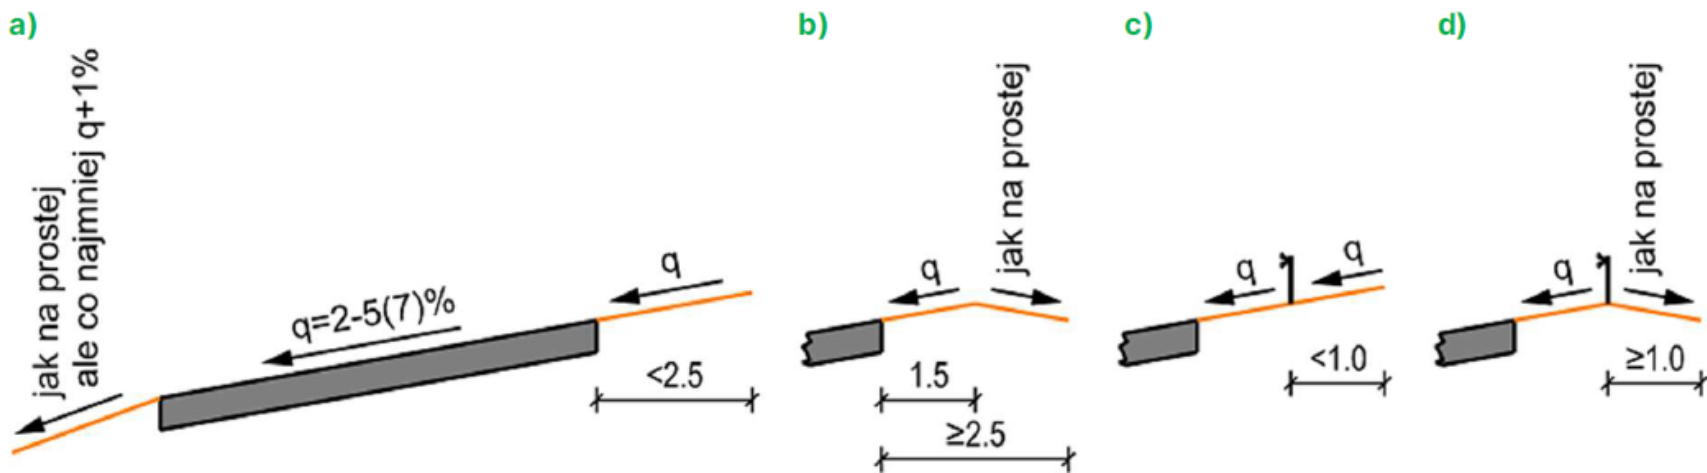 a)
jak na prostej
ale co najmniej q+1%
q=2-5(7)%
q
<2.5
b)
q
jak na prostej
1.5
≥2.5
c)
q
q
<1.0
d)
q
jak na prostej
≥1.0